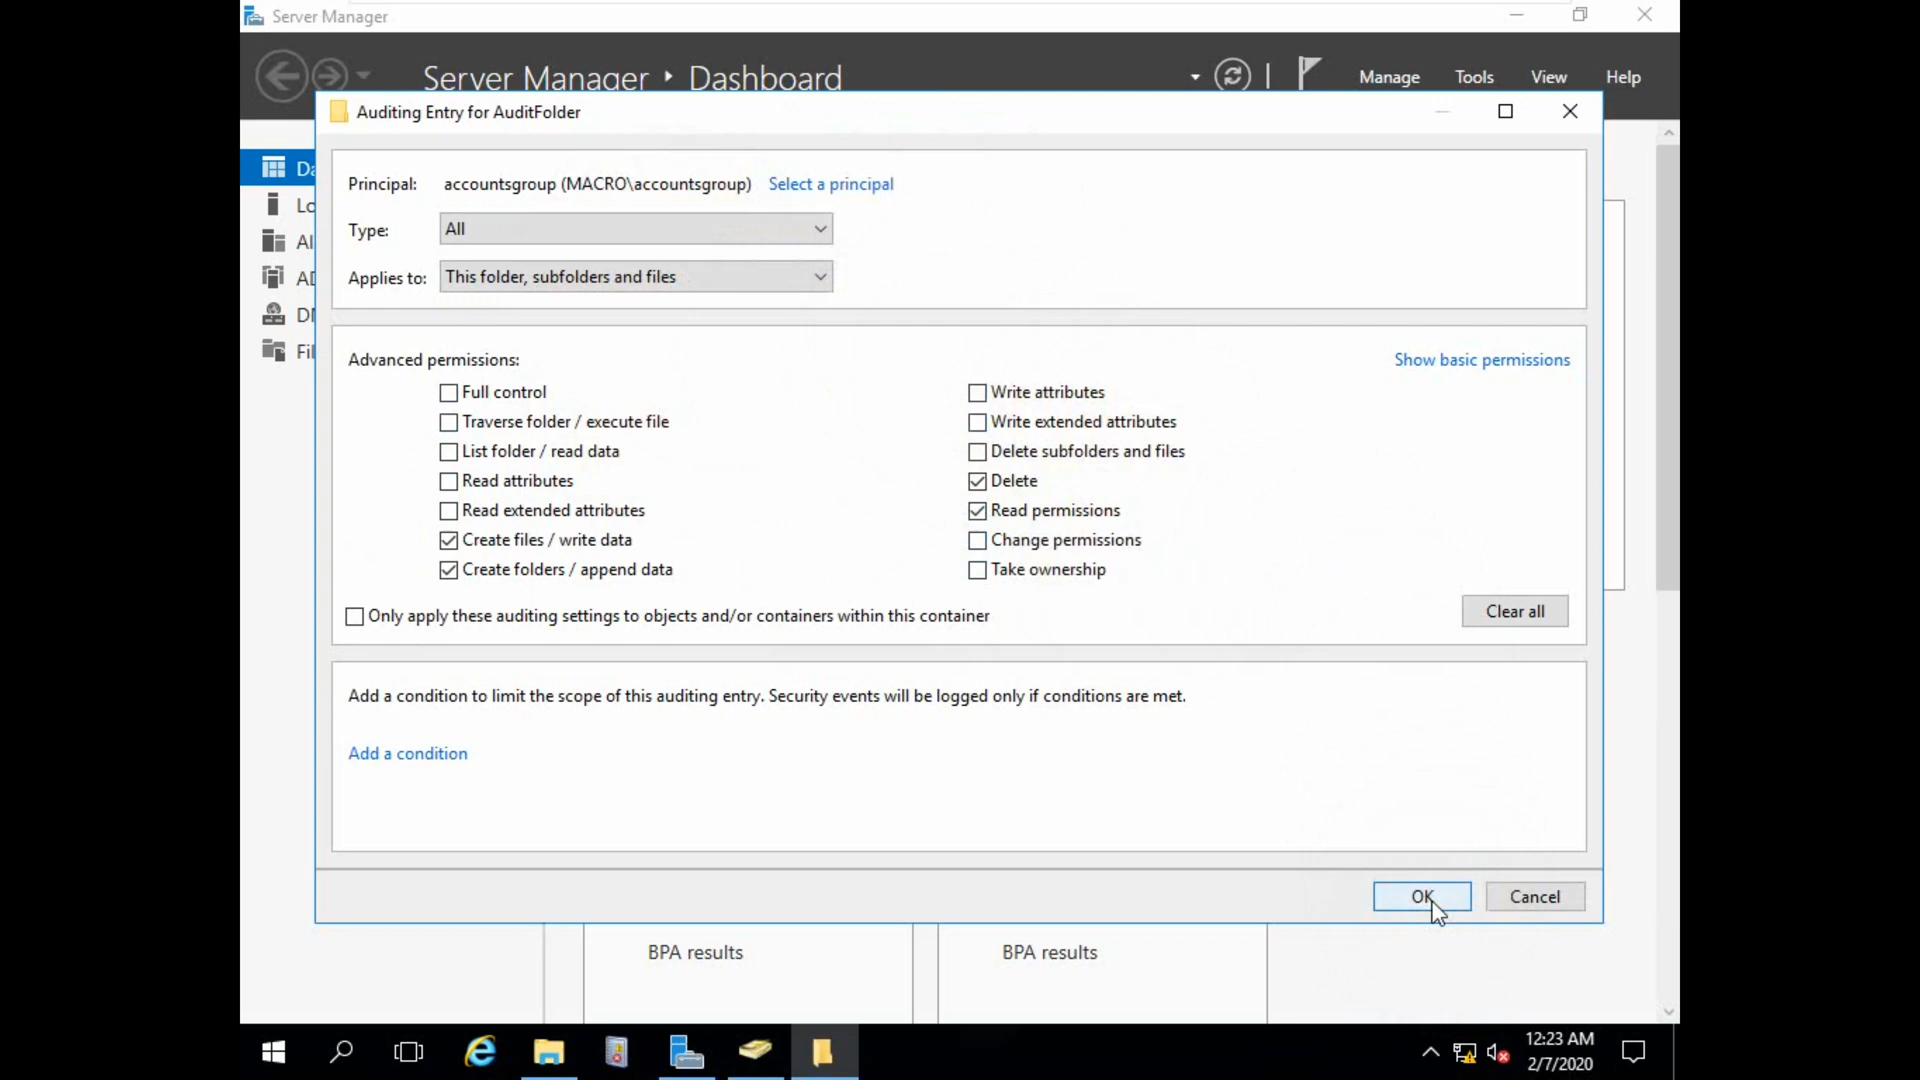 Server Manager
Server Manager • Dashboard
Manage Tools View Help
Auditing Entry for AuditFolder
Principal: accountsgroup (MACRO\accountsgroup) Select a principal
Type: All
Applies to: This folder, subfolders and files
Advanced permissions: Show basic permissions
Full control
Traverse folder / execute file
List folder / read data
Read attributes
Read extended attributes
Create files / write data
Create folders / append data
Write attributes
Write extended attributes
Delete subfolders and files
Delete
Read permissions
Change permissions
Take ownership
Only apply these auditing settings to objects and/or containers within this container
Clear all
Add a condition to limit the scope of this auditing entry. Security events will be logged only if conditions are met.
Add a condition
OK Cancel
BPA results BPA results
12:23 AM
2/7/2020